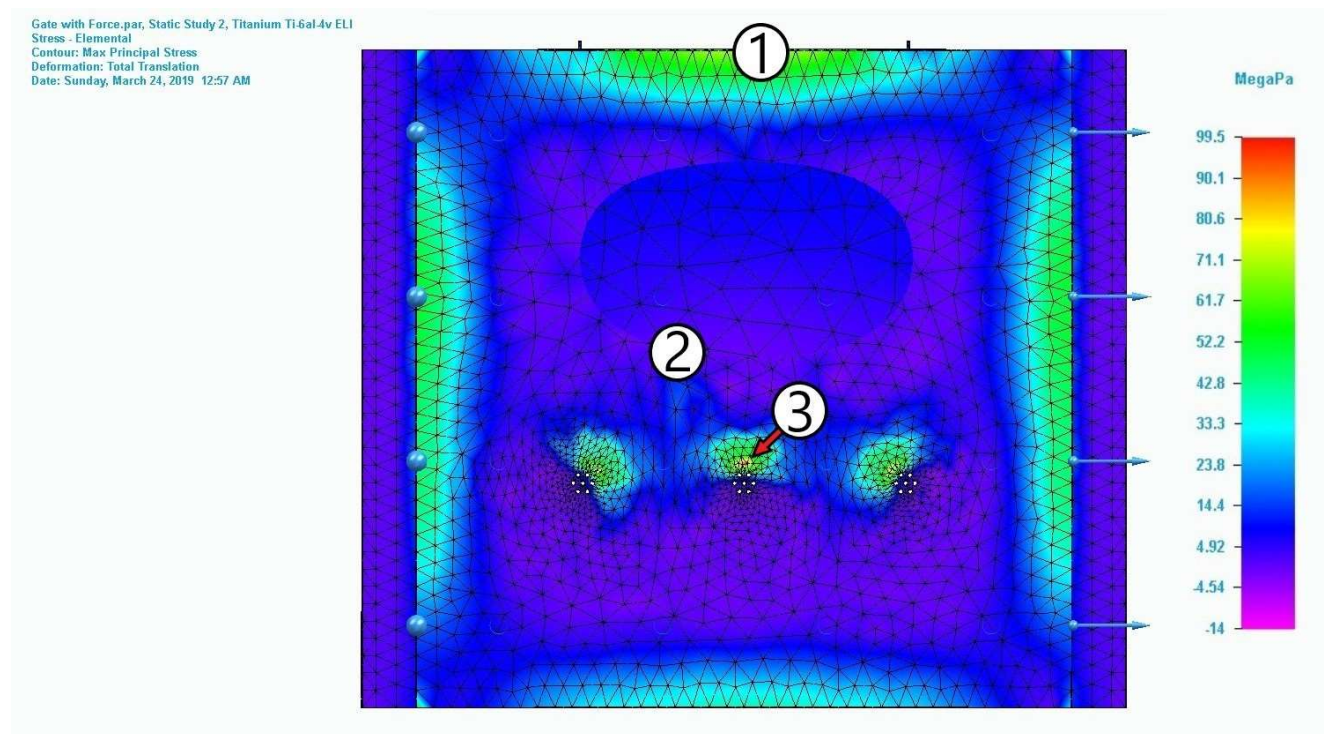 Gate with Force.par, Static Study 2, Titanium Ti-6al-4v ELI
Stress - Elemental
Contour: Max Principal Stress
Deformation: Total Translation
Date: Sunday, March 24, 2019 12:57 AM
1
MegaPa
99.5
90.1
80.6
71.1
61.7
52.2
42.8
33.3
23.8
14.4
4.92
-4.54
-14
2
3